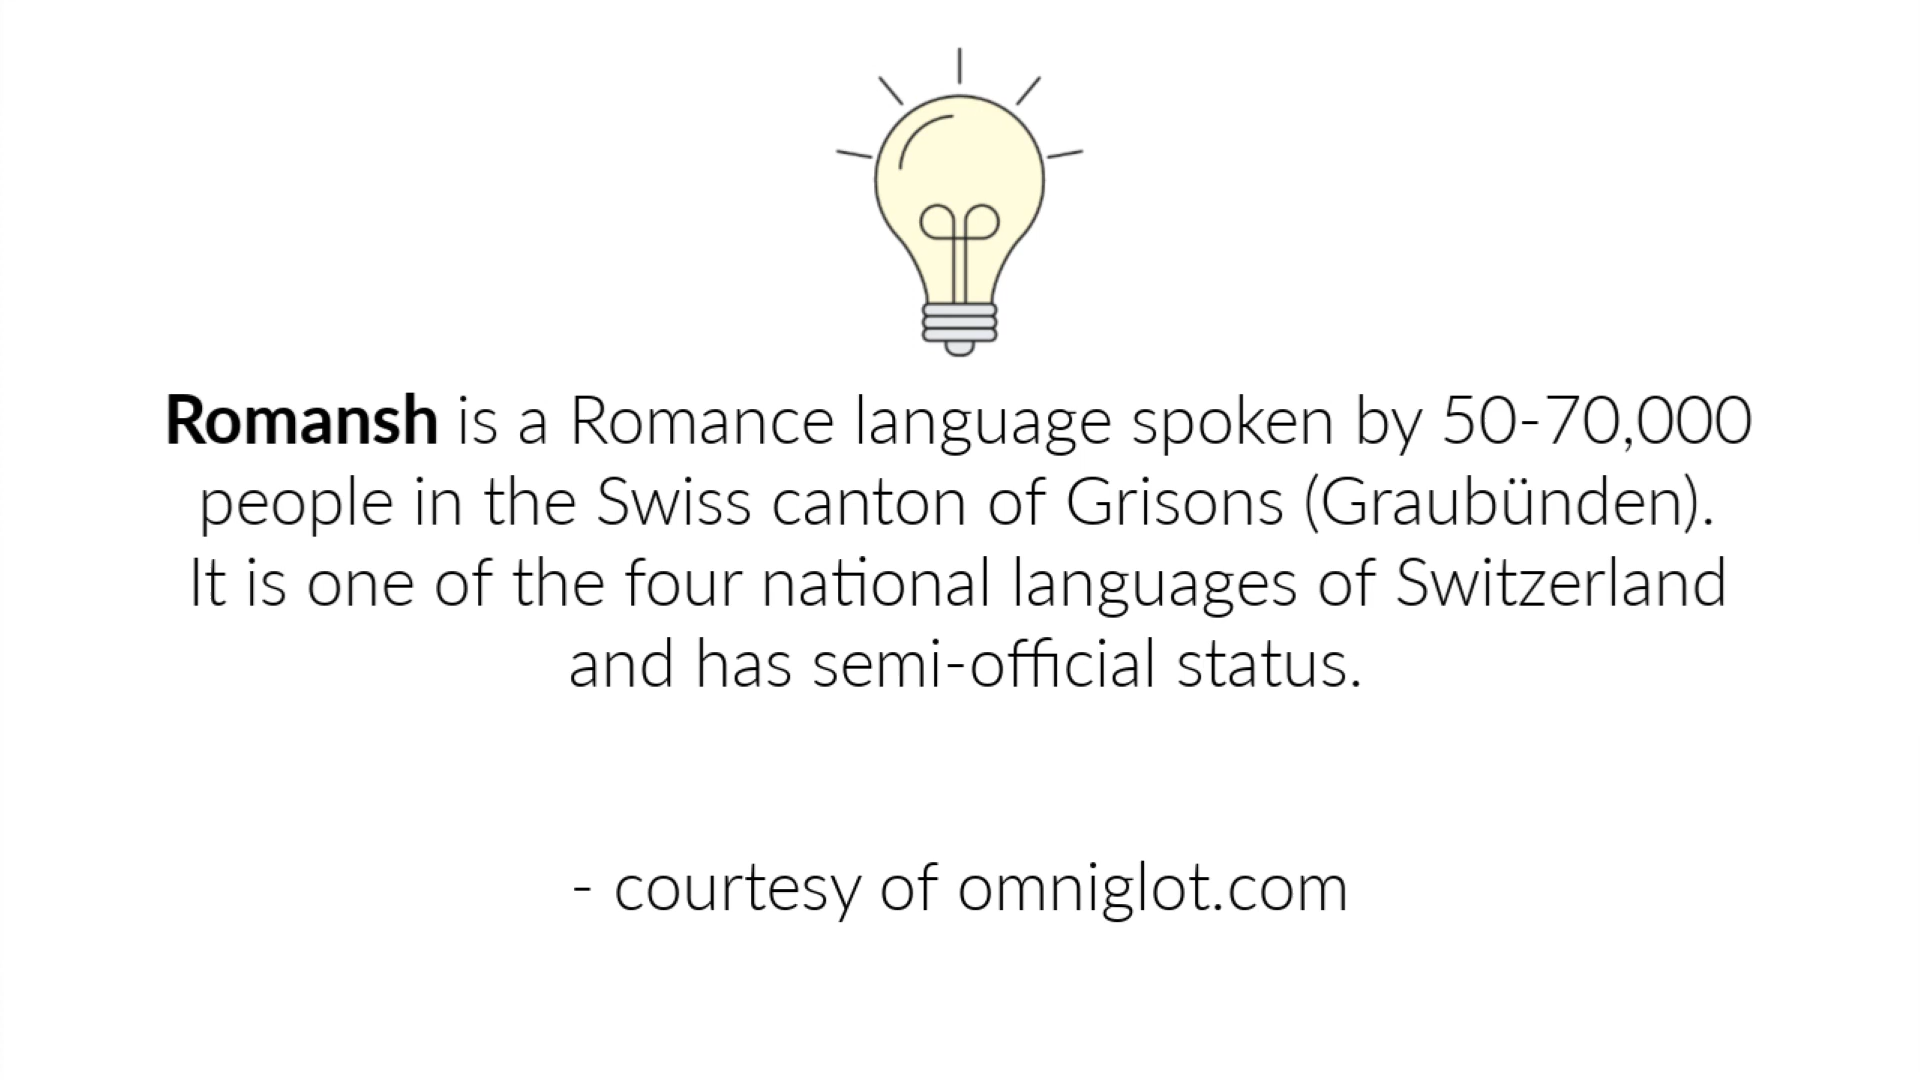 Romansh is a Romance language spoken by 50-70,000
people in the Swiss canton of Grisons (Graubünden).
It is one of the four national languages of Switzerland
and has semi-official status.
- courtesy of omniglot.com